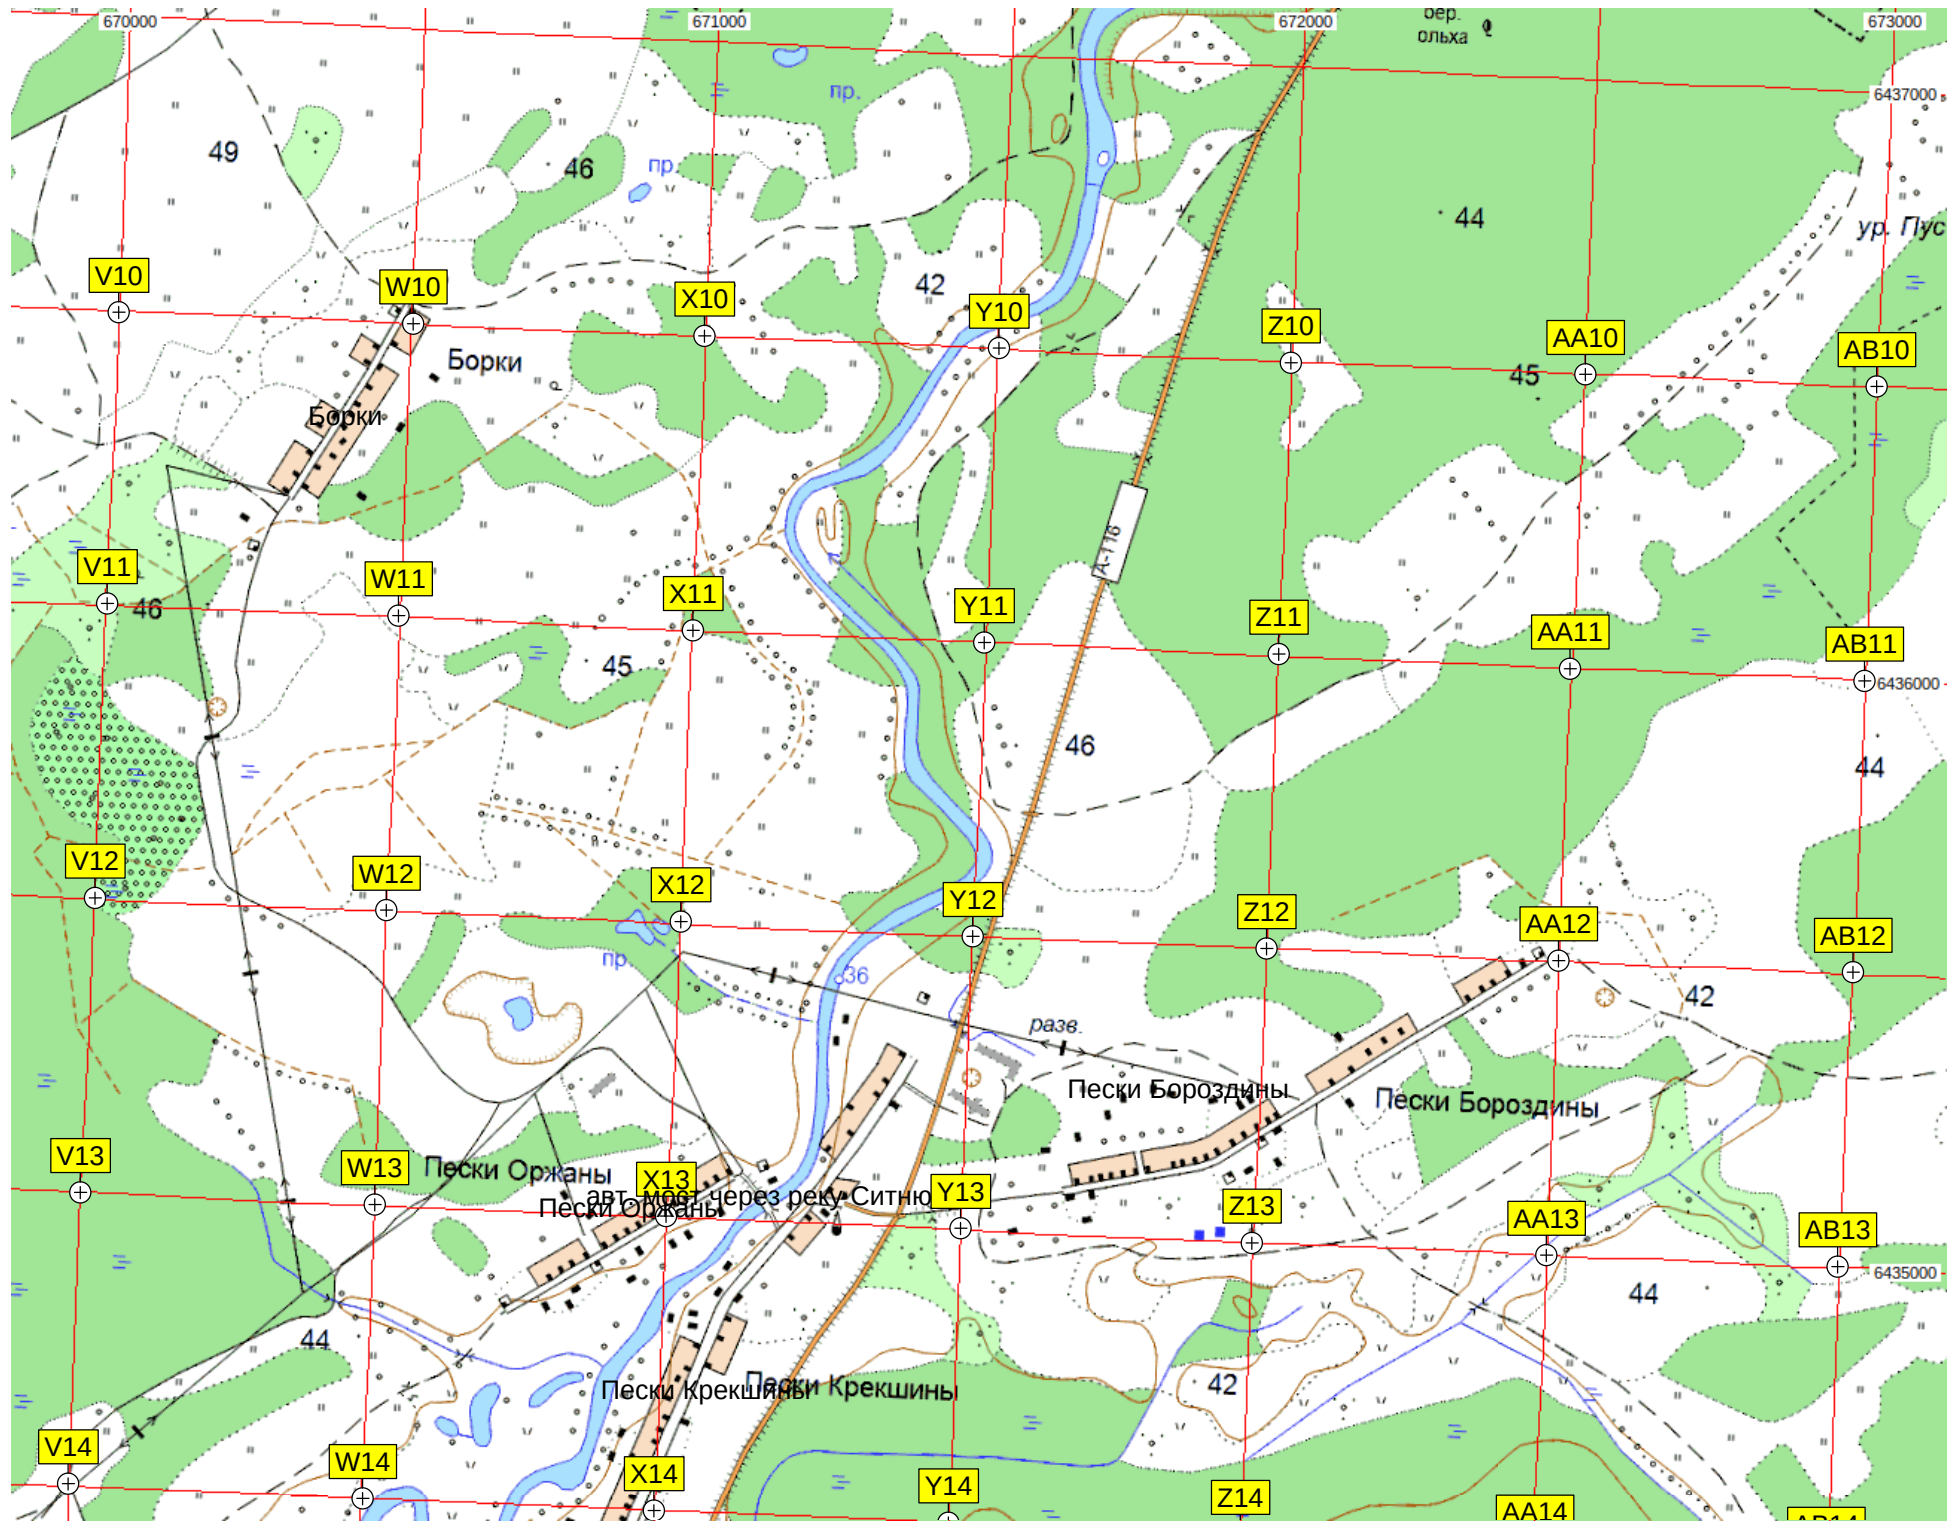 670000
671000
672000
673000
бер.
ольха
6437000
пр.
49
46
пр.
44
ур. Пус
V10
W10
X10
42
Y10
Z10
AA10
AB10
Борки
45
Борки
А-116
V11
W11
X11
Y11
Z11
AA11
AB11
46
45
6436000
46
44
V12
W12
X12
Y12
Z12
AA12
AB12
пр.
36
42
разв.
Пески Бороздины
Пески Бороздины
V13
W13
Пески Оржаны
X13
Y13
Z13
AA13
AB13
авт. мост через реку Ситню
Пески Оржаны
6435000
44
44
42
Пески Крекшины
Пески Крекшины
V14
W14
X14
Y14
Z14
AA14
AB14